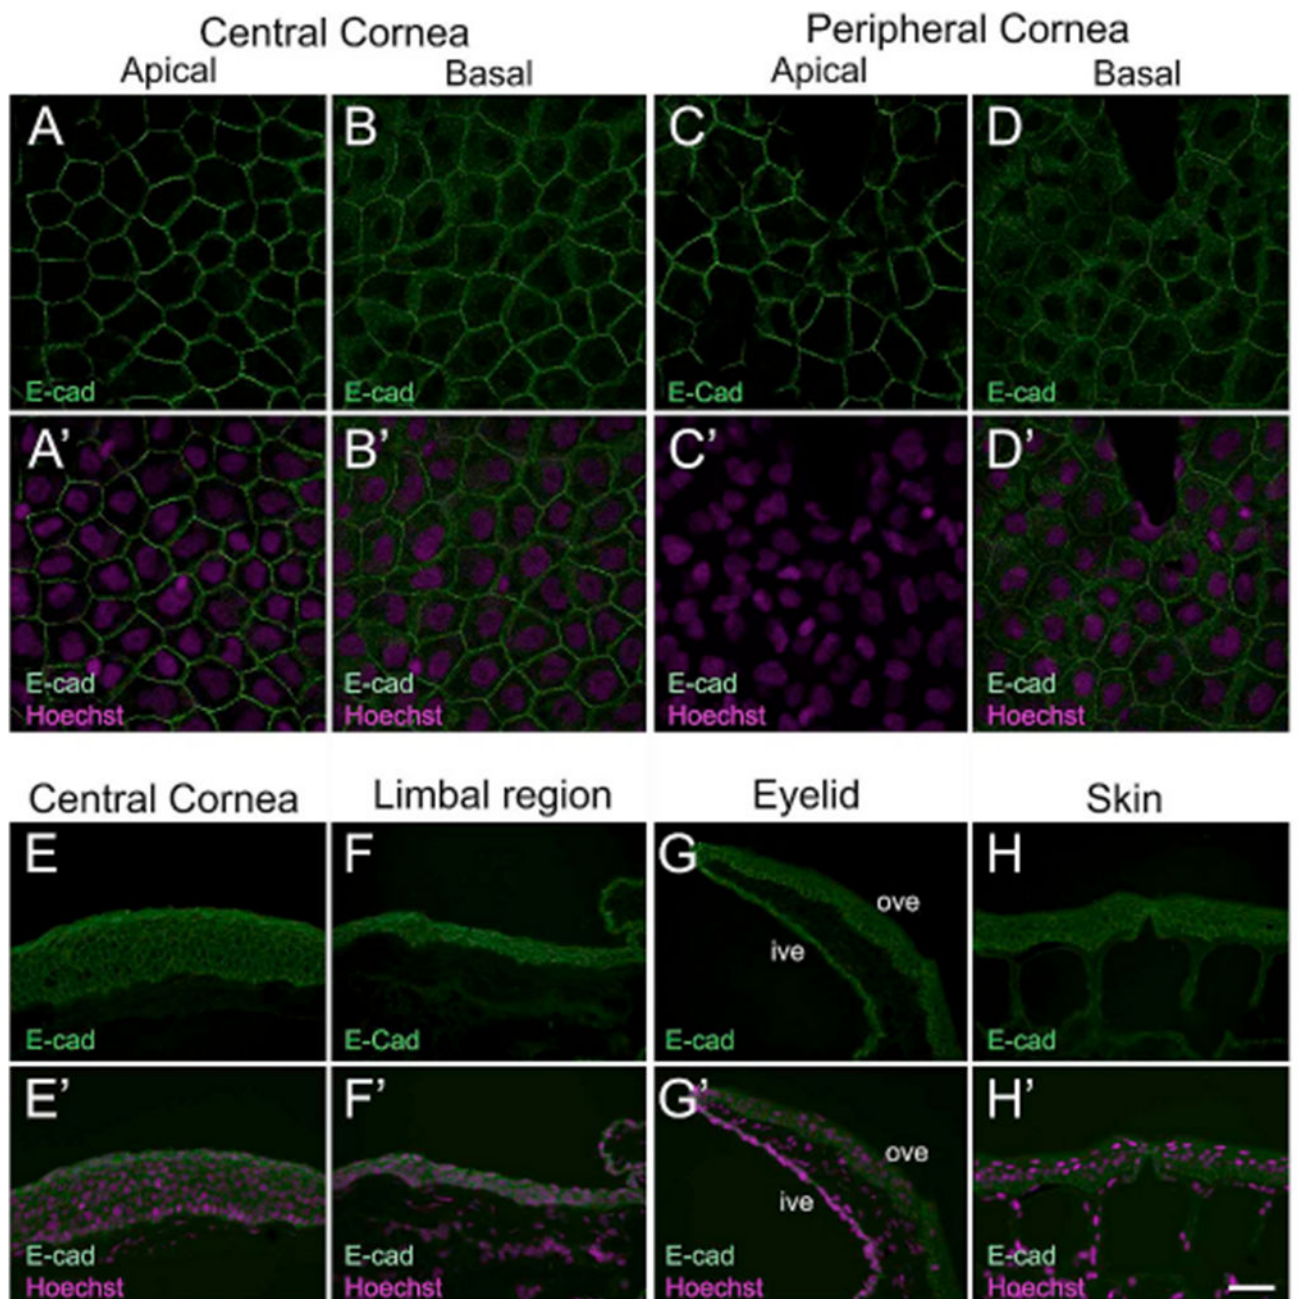 Central Cornea Peripheral Cornea
Apical Basal Apical Basal
A B C D
E-cad E-cad E-Cad E-cad
A’ B’ C’ D’
E-cad E-cad E-cad E-cad
Hoechst Hoechst Hoechst Hoechst
Central Cornea Limbal region Eyelid Skin
E F G H
ove
ive
E-cad E-Cad E-cad E-cad
E’ F’ G’ H’
ove
ive
E-cad E-cad E-cad E-cad
Hoechst Hoechst Hoechst Hoechst